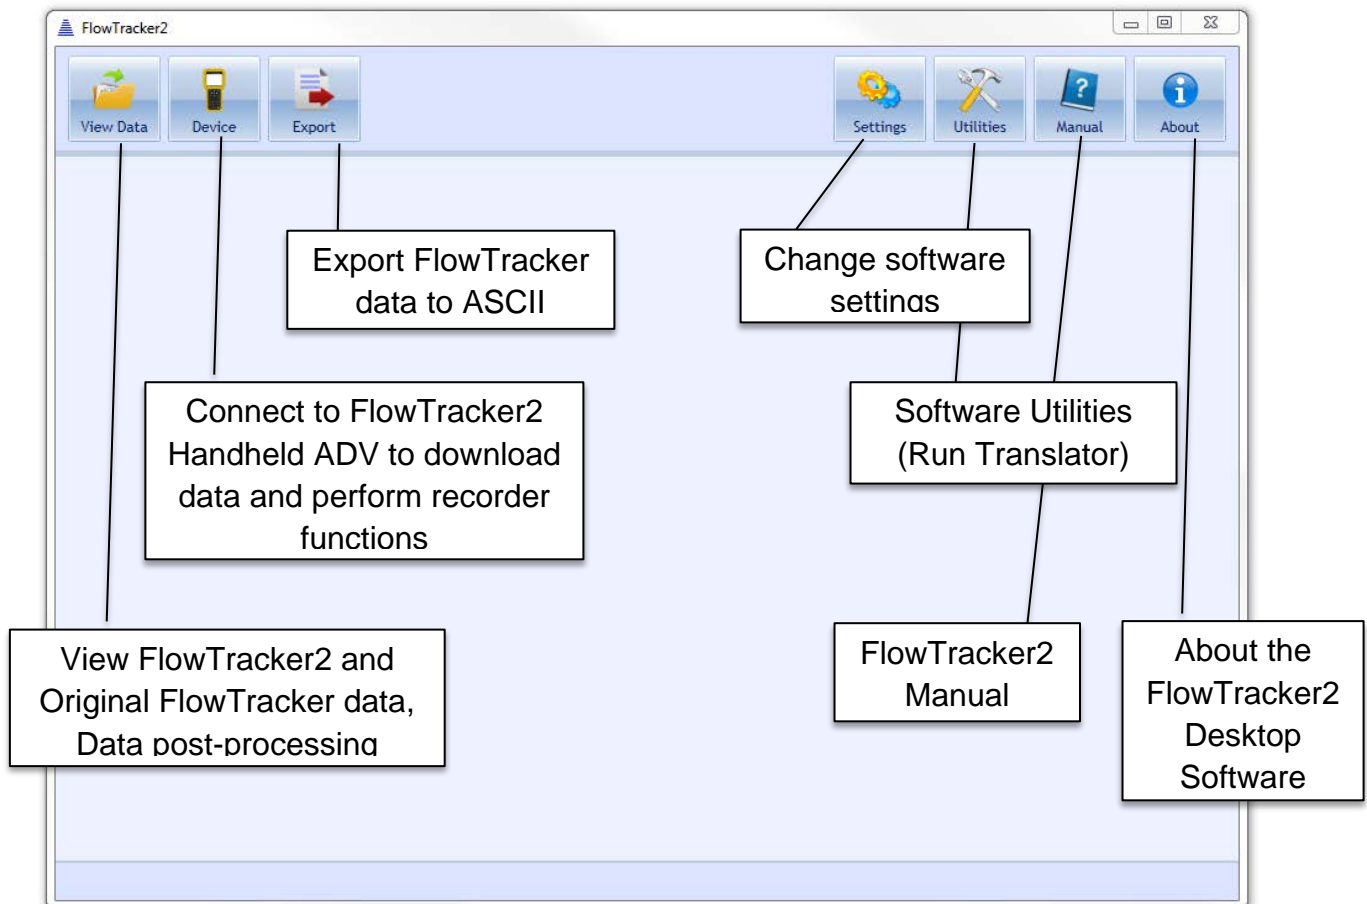 FlowTracker2
View Data
Device
Export
Settings
Utilities
Manual
About
Export FlowTracker
data to ASCII
Change software
settings
Connect to FlowTracker2
Handheld ADV to download
data and perform recorder
functions
Software Utilities
(Run Translator)
View FlowTracker2 and
Original FlowTracker data,
Data post-processing
FlowTracker2
Manual
About the
FlowTracker2
Desktop
Software